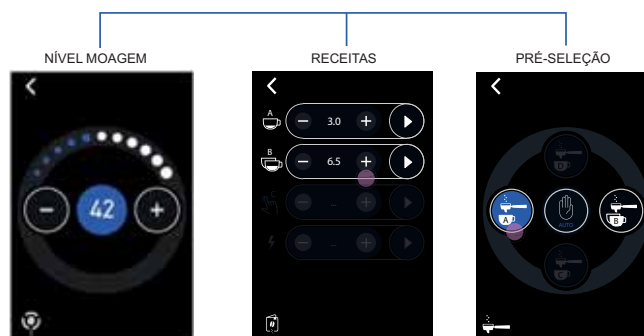 NÍVEL MOAGEM
RECEITAS
PRÉ-SELEÇÃO
42
A
3.0
B
6.5
C
D
A
AUTO
B
C